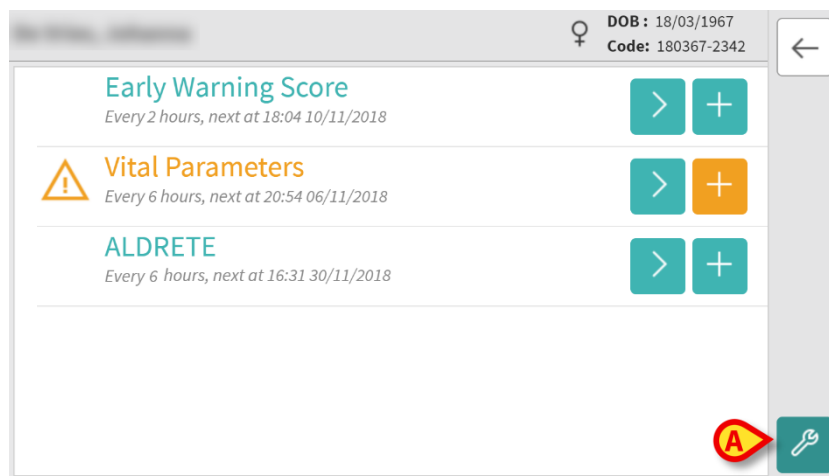 DOB : 18/03/1967
Code: 180367-2342
Early Warning Score
Every 2 hours, next at 18:04 10/11/2018
Vital Parameters
Every 6 hours, next at 20:54 06/11/2018
ALDRETE
Every 6 hours, next at 16:31 30/11/2018
A